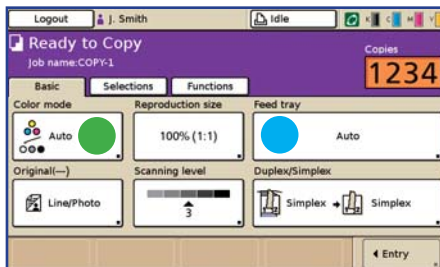 Logout
J. Smith
Idle
K
C
M
Y
Ready to Copy
Job name:COPY-1
Copies
1234
Basic
Selections
Functions
Color mode
Reproduction size
Feed tray
Auto
100% (1:1)
Auto
Original(—)
Scanning level
Duplex/Simplex
Line/Photo
3
Simplex
Simplex
Entry